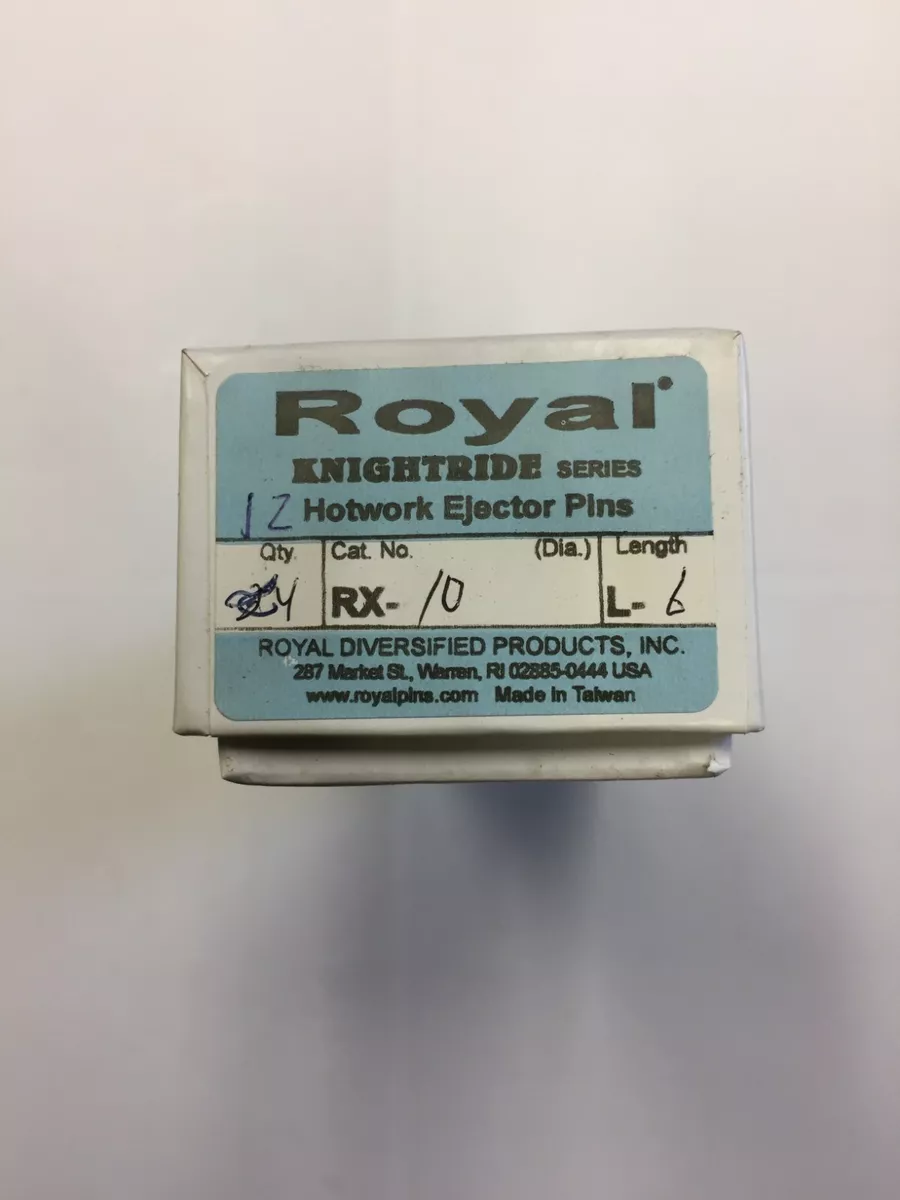 Royal
KNIGHTRIDE SERIES
12 Hotwork Ejector Pins
Qty. Cat. No. (Dia.) Length
4 RX- 10 L- 6
ROYAL DIVERSIFIED PRODUCTS, INC.
287 Market St., Warren, RI 02885-0444 USA
www.royalpins.com Made in Taiwan